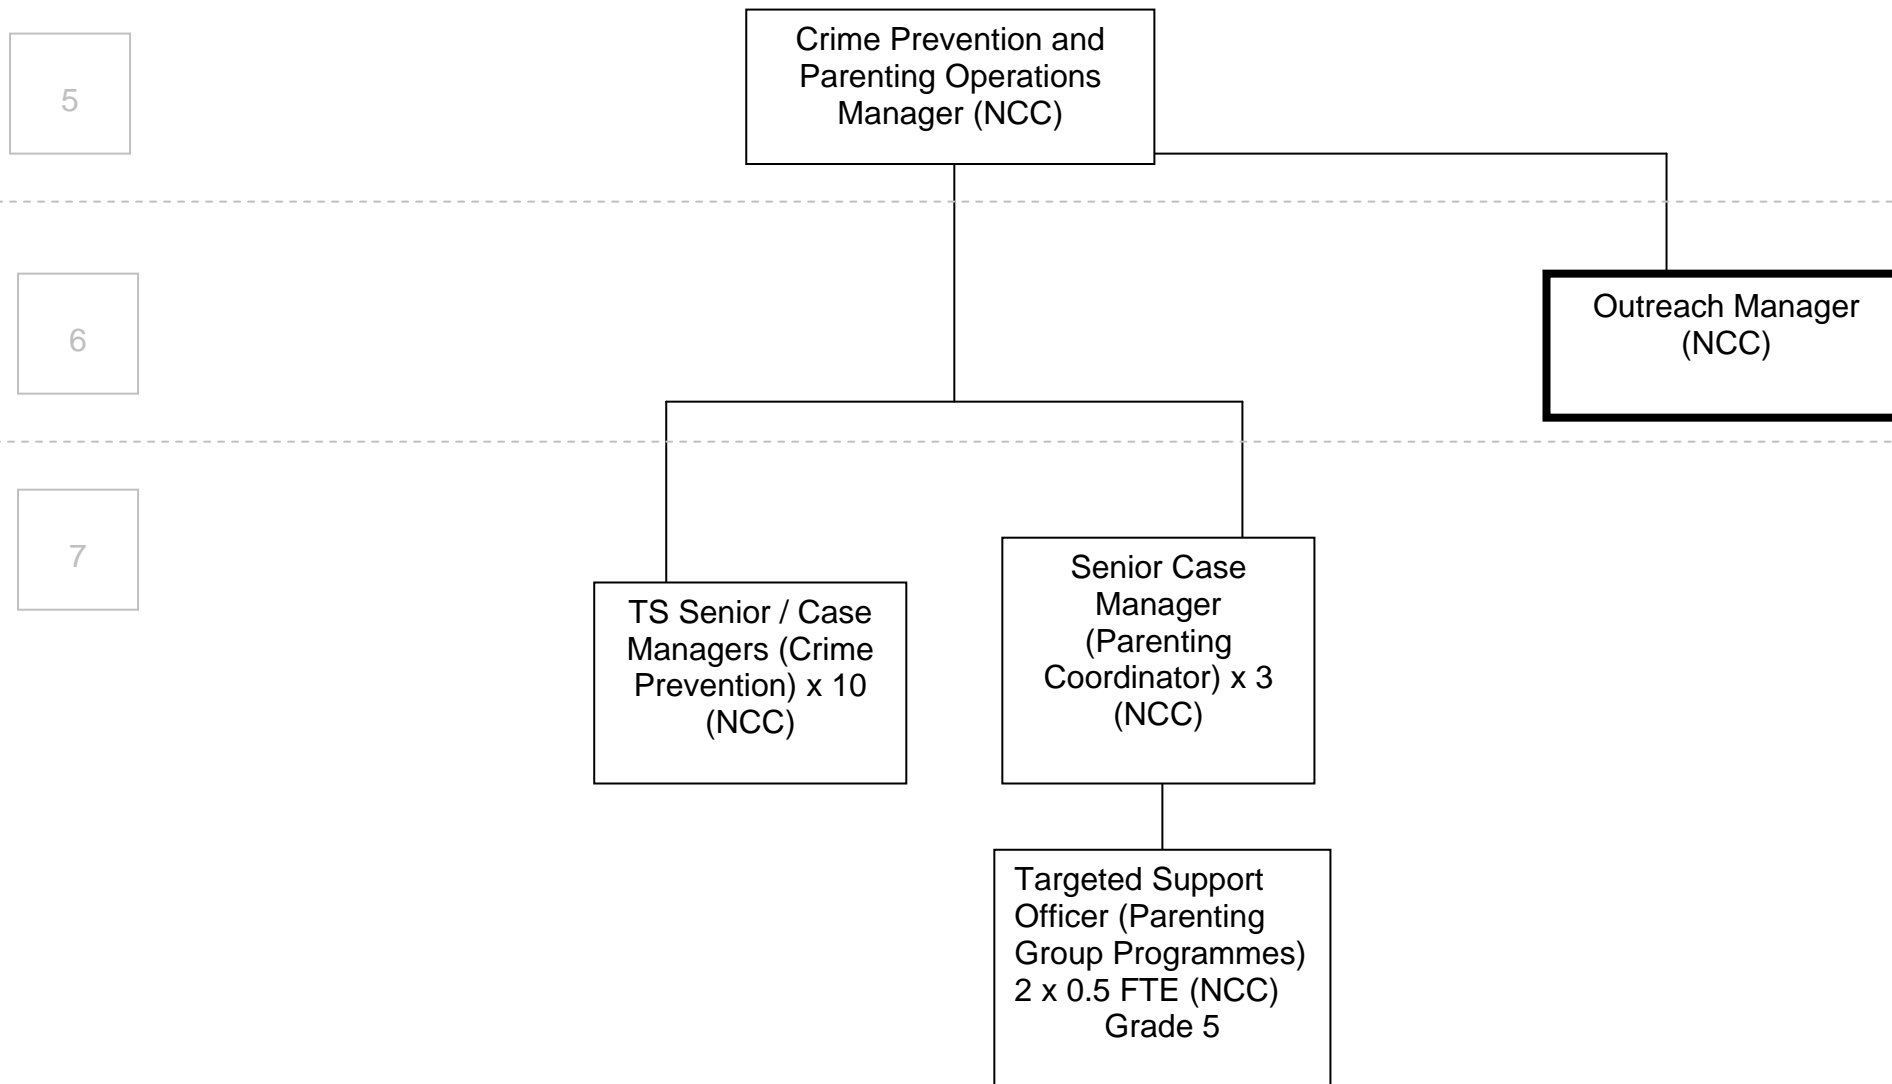 5
Crime Prevention and
Parenting Operations
Manager (NCC)
6
Outreach Manager
(NCC)
7
TS Senior / Case
Managers (Crime
Prevention) x 10
(NCC)
Senior Case
Manager
(Parenting
Coordinator) x 3
(NCC)
Targeted Support
Officer (Parenting
Group Programmes)
2 x 0.5 FTE (NCC)
Grade 5